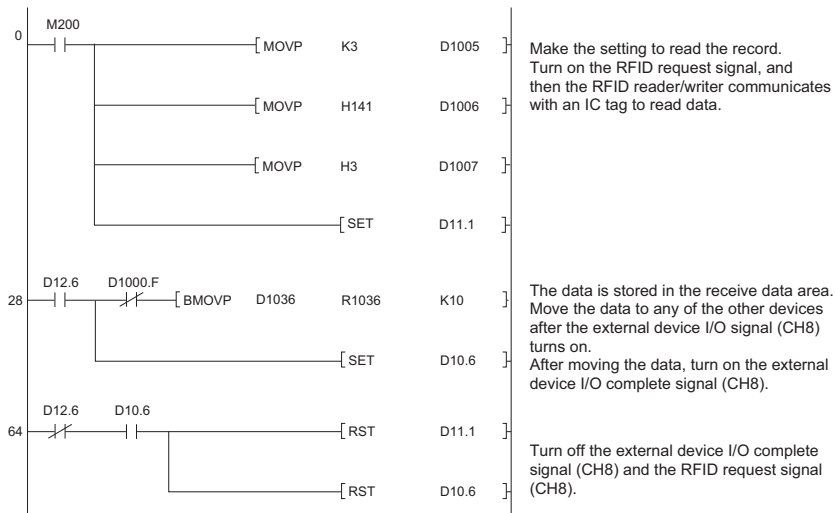 M200
0 MOVP K3 D1005
Make the setting to read the record.
Turn on the RFID request signal, and
then the RFID reader/writer communicates
with an IC tag to read data.
MOVP H141 D1006
MOVP H3 D1007
SET D11.1
D12.6 D1000.F
28 BMOVP D1036 R1036 K10
The data is stored in the receive data area.
Move the data to any of the other devices
after the external device I/O signal (CH8)
turns on.
After moving the data, turn on the external
device I/O complete signal (CH8).
SET D10.6
D12.6 D10.6
64 RST D11.1
Turn off the external device I/O complete
signal (CH8) and the RFID request signal
(CH8).
RST D10.6